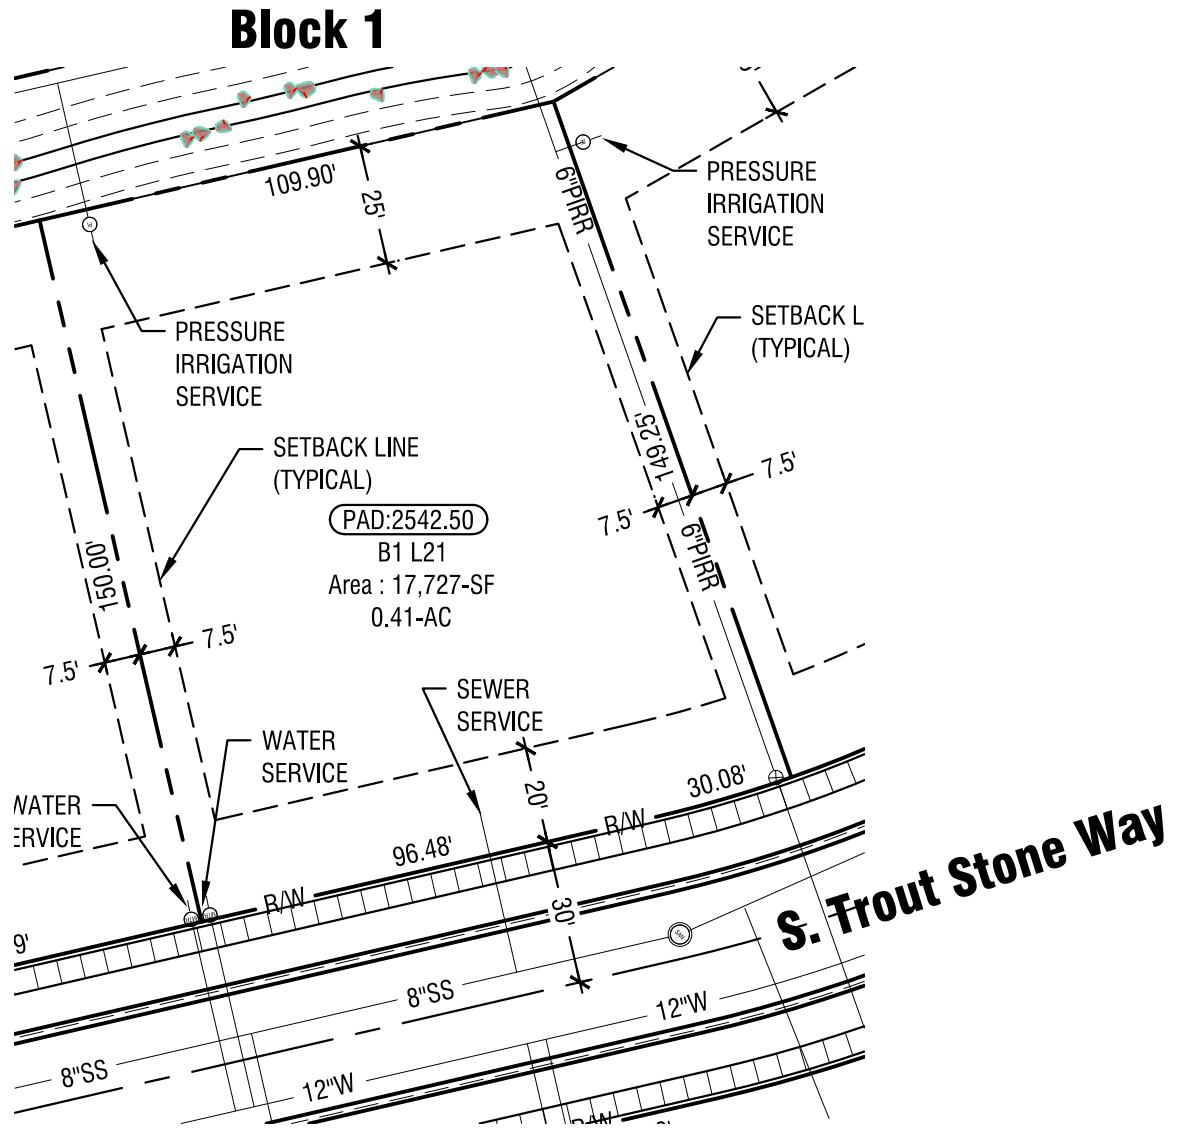 Block 1
109.90'
25'
6"PIRR
PRESSURE
IRRIGATION
SERVICE
PRESSURE
IRRIGATION
SERVICE
SETBACK L
(TYPICAL)
SETBACK LINE
(TYPICAL)
149.25'
7.5'
7.5'
PAD:2542.50
B1 L21
Area : 17,727-SF
0.41-AC
6"PIRR
150.00'
7.5'
7.5'
SEWER
SERVICE
WATER
SERVICE
WATER
ERVICE
20'
30.08'
R/W
96.48'
R/W
30'
S. Trout Stone Way
9'
SAN
8"SS
12"W
8"SS
12"W
R/W